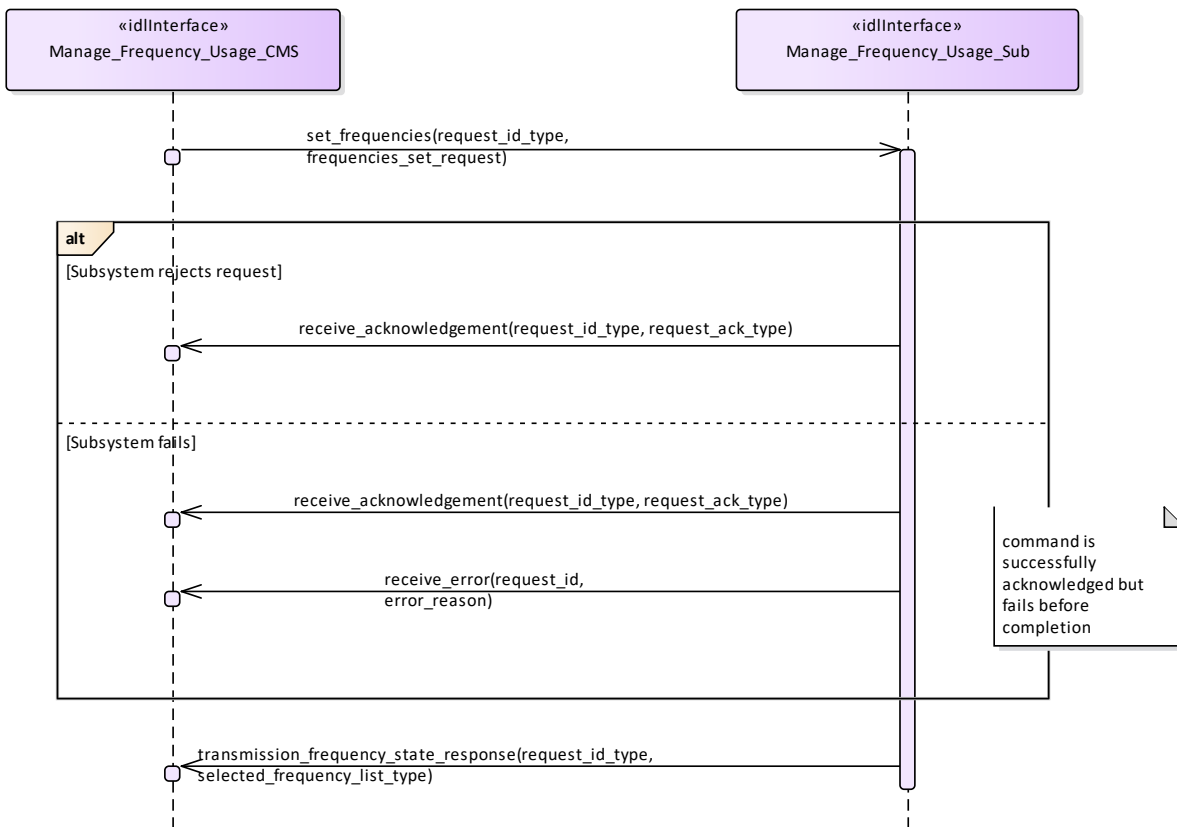 «idlInterface»
Manage_Frequency_Usage_CMS
«idlInterface»
Manage_Frequency_Usage_Sub
set_frequencies(request_id_type,
frequencies_set_request)
alt
[Subsystem rejects request]
receive_acknowledgement(request_id_type, request_ack_type)
[Subsystem fails]
receive_acknowledgement(request_id_type, request_ack_type)
command is
successfully
acknowledged but
fails before
completion
receive_error(request_id,
error_reason)
transmission_frequency_state_response(request_id_type,
selected_frequency_list_type)